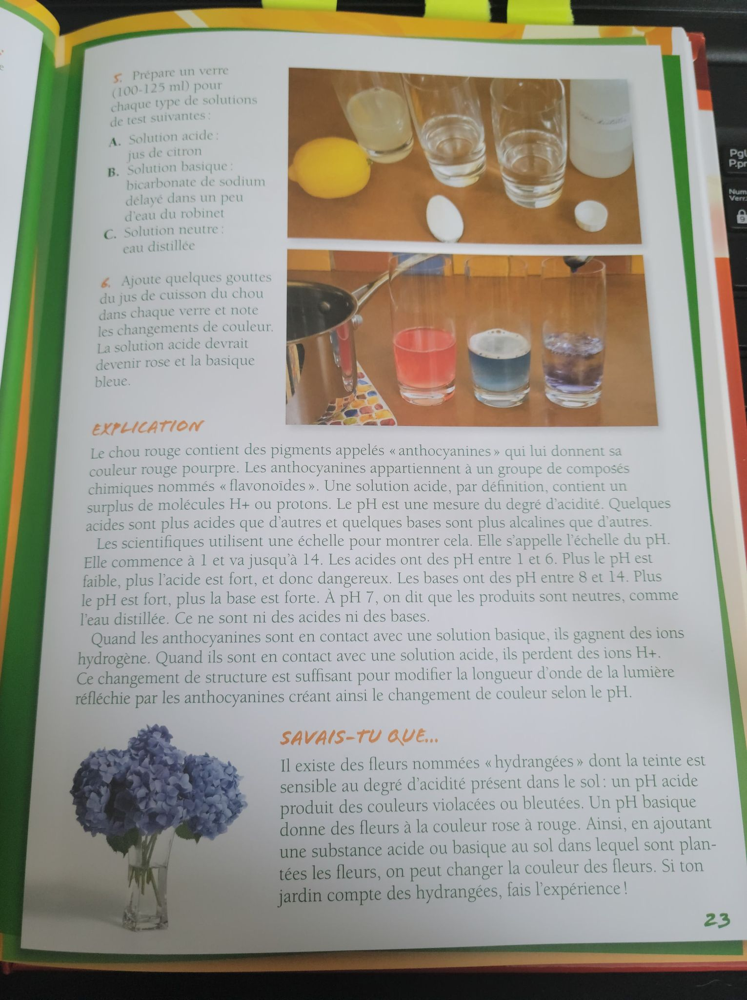 5. Prépare un verre
(100-125 ml) pour
chaque type de solutions
de test suivantes :
A. Solution acide :
jus de citron
B. Solution basique :
bicarbonate de sodium
délayé dans un peu
d'eau du robinet
C. Solution neutre :
eau distillée
6. Ajoute quelques gouttes
du jus de cuisson du chou
dans chaque verre et note
les changements de couleur.
La solution acide devrait
devenir rose et la basique
bleue.
EXPLICATION
Le chou rouge contient des pigments appelés « anthocyanines » qui lui donnent sa
couleur rouge pourpre. Les anthocyanines appartiennent à un groupe de composés
chimiques nommés « flavonoïdes ». Une solution acide, par définition, contient un
surplus de molécules H+ ou protons. Le pH est une mesure du degré d'acidité. Quelques
acides sont plus acides que d'autres et quelques bases sont plus alcalines que d'autres.
Les scientifiques utilisent une échelle pour montrer cela. Elle s'appelle l'échelle du pH.
Elle commence à 1 et va jusqu'à 14. Les acides ont des pH entre 1 et 6. Plus le pH est
faible, plus l'acide est fort, et donc dangereux. Les bases ont des pH entre 8 et 14. Plus
le pH est fort, plus la base est forte. À pH 7, on dit que les produits sont neutres, comme
l'eau distillée. Ce ne sont ni des acides ni des bases.
Quand les anthocyanines sont en contact avec une solution basique, ils gagnent des ions
hydrogène. Quand ils sont en contact avec une solution acide, ils perdent des ions H+.
Ce changement de structure est suffisant pour modifier la longueur d'onde de la lumière
réfléchie par les anthocyanines créant ainsi le changement de couleur selon le pH.
SAVAIS-TU QUE...
Il existe des fleurs nommées « hydrangées » dont la teinte est
sensible au degré d'acidité présent dans le sol : un pH acide
produit des couleurs violacées ou bleutées. Un pH basique
donne des fleurs à la couleur rose à rouge. Ainsi, en ajoutant
une substance acide ou basique au sol dans lequel sont plan-
tées les fleurs, on peut changer la couleur des fleurs. Si ton
jardin compte des hydrangées, fais l'expérience !
23
Num
Verr.
9